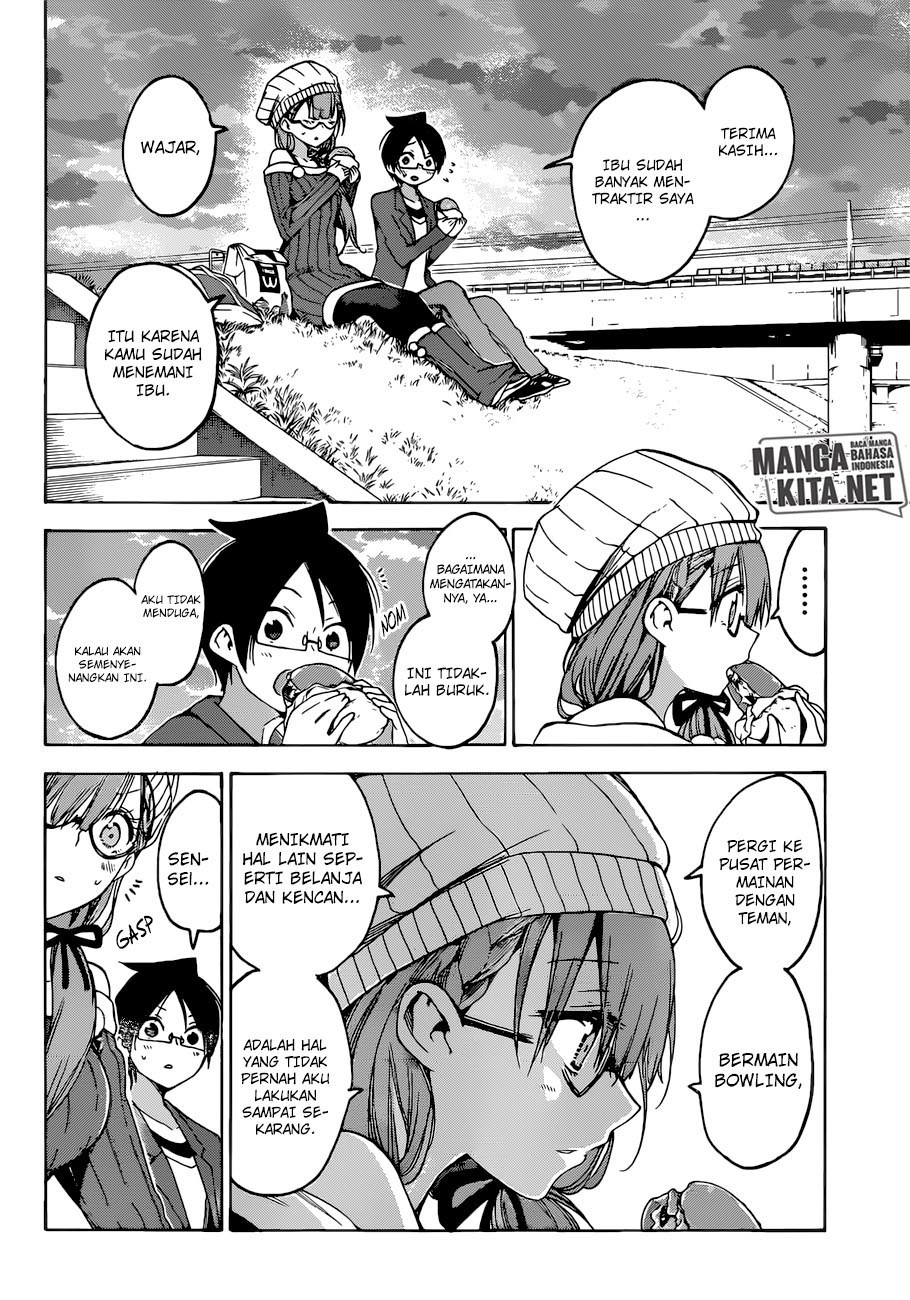 TERIMA
KASIH...
IBU SUDAH
BANYAK MEN-
TRAKTIR SAYA
...
WAJAR,
ITU KARENA
KAMU SUDAH
MENEMANI
IBU.
MANGA
KITA.NET
BACA MANGA
BAHASA
INDONESIA
........
...
BAGAIMANA
MENGATAKAN-
NYA, YA...
INI TIDAK-
LAH BURUK.
NOM
AKU TIDAK
MENDUGA,
KALAU AKAN
SEMENYE-
NANGKAN INI.
PERGI KE
PUSAT PER-
MAINAN
DENGAN
TEMAN,
BERMAIN
BOWLING,
MENIKMATI
HAL LAIN SEP-
ERTI BELANJA
DAN KENCAN...
ADALAH HAL
YANG TIDAK
PERNAH AKU
LAKUKAN
SAMPAI SE-
KARANG.
SEN-
SEI...
GASP